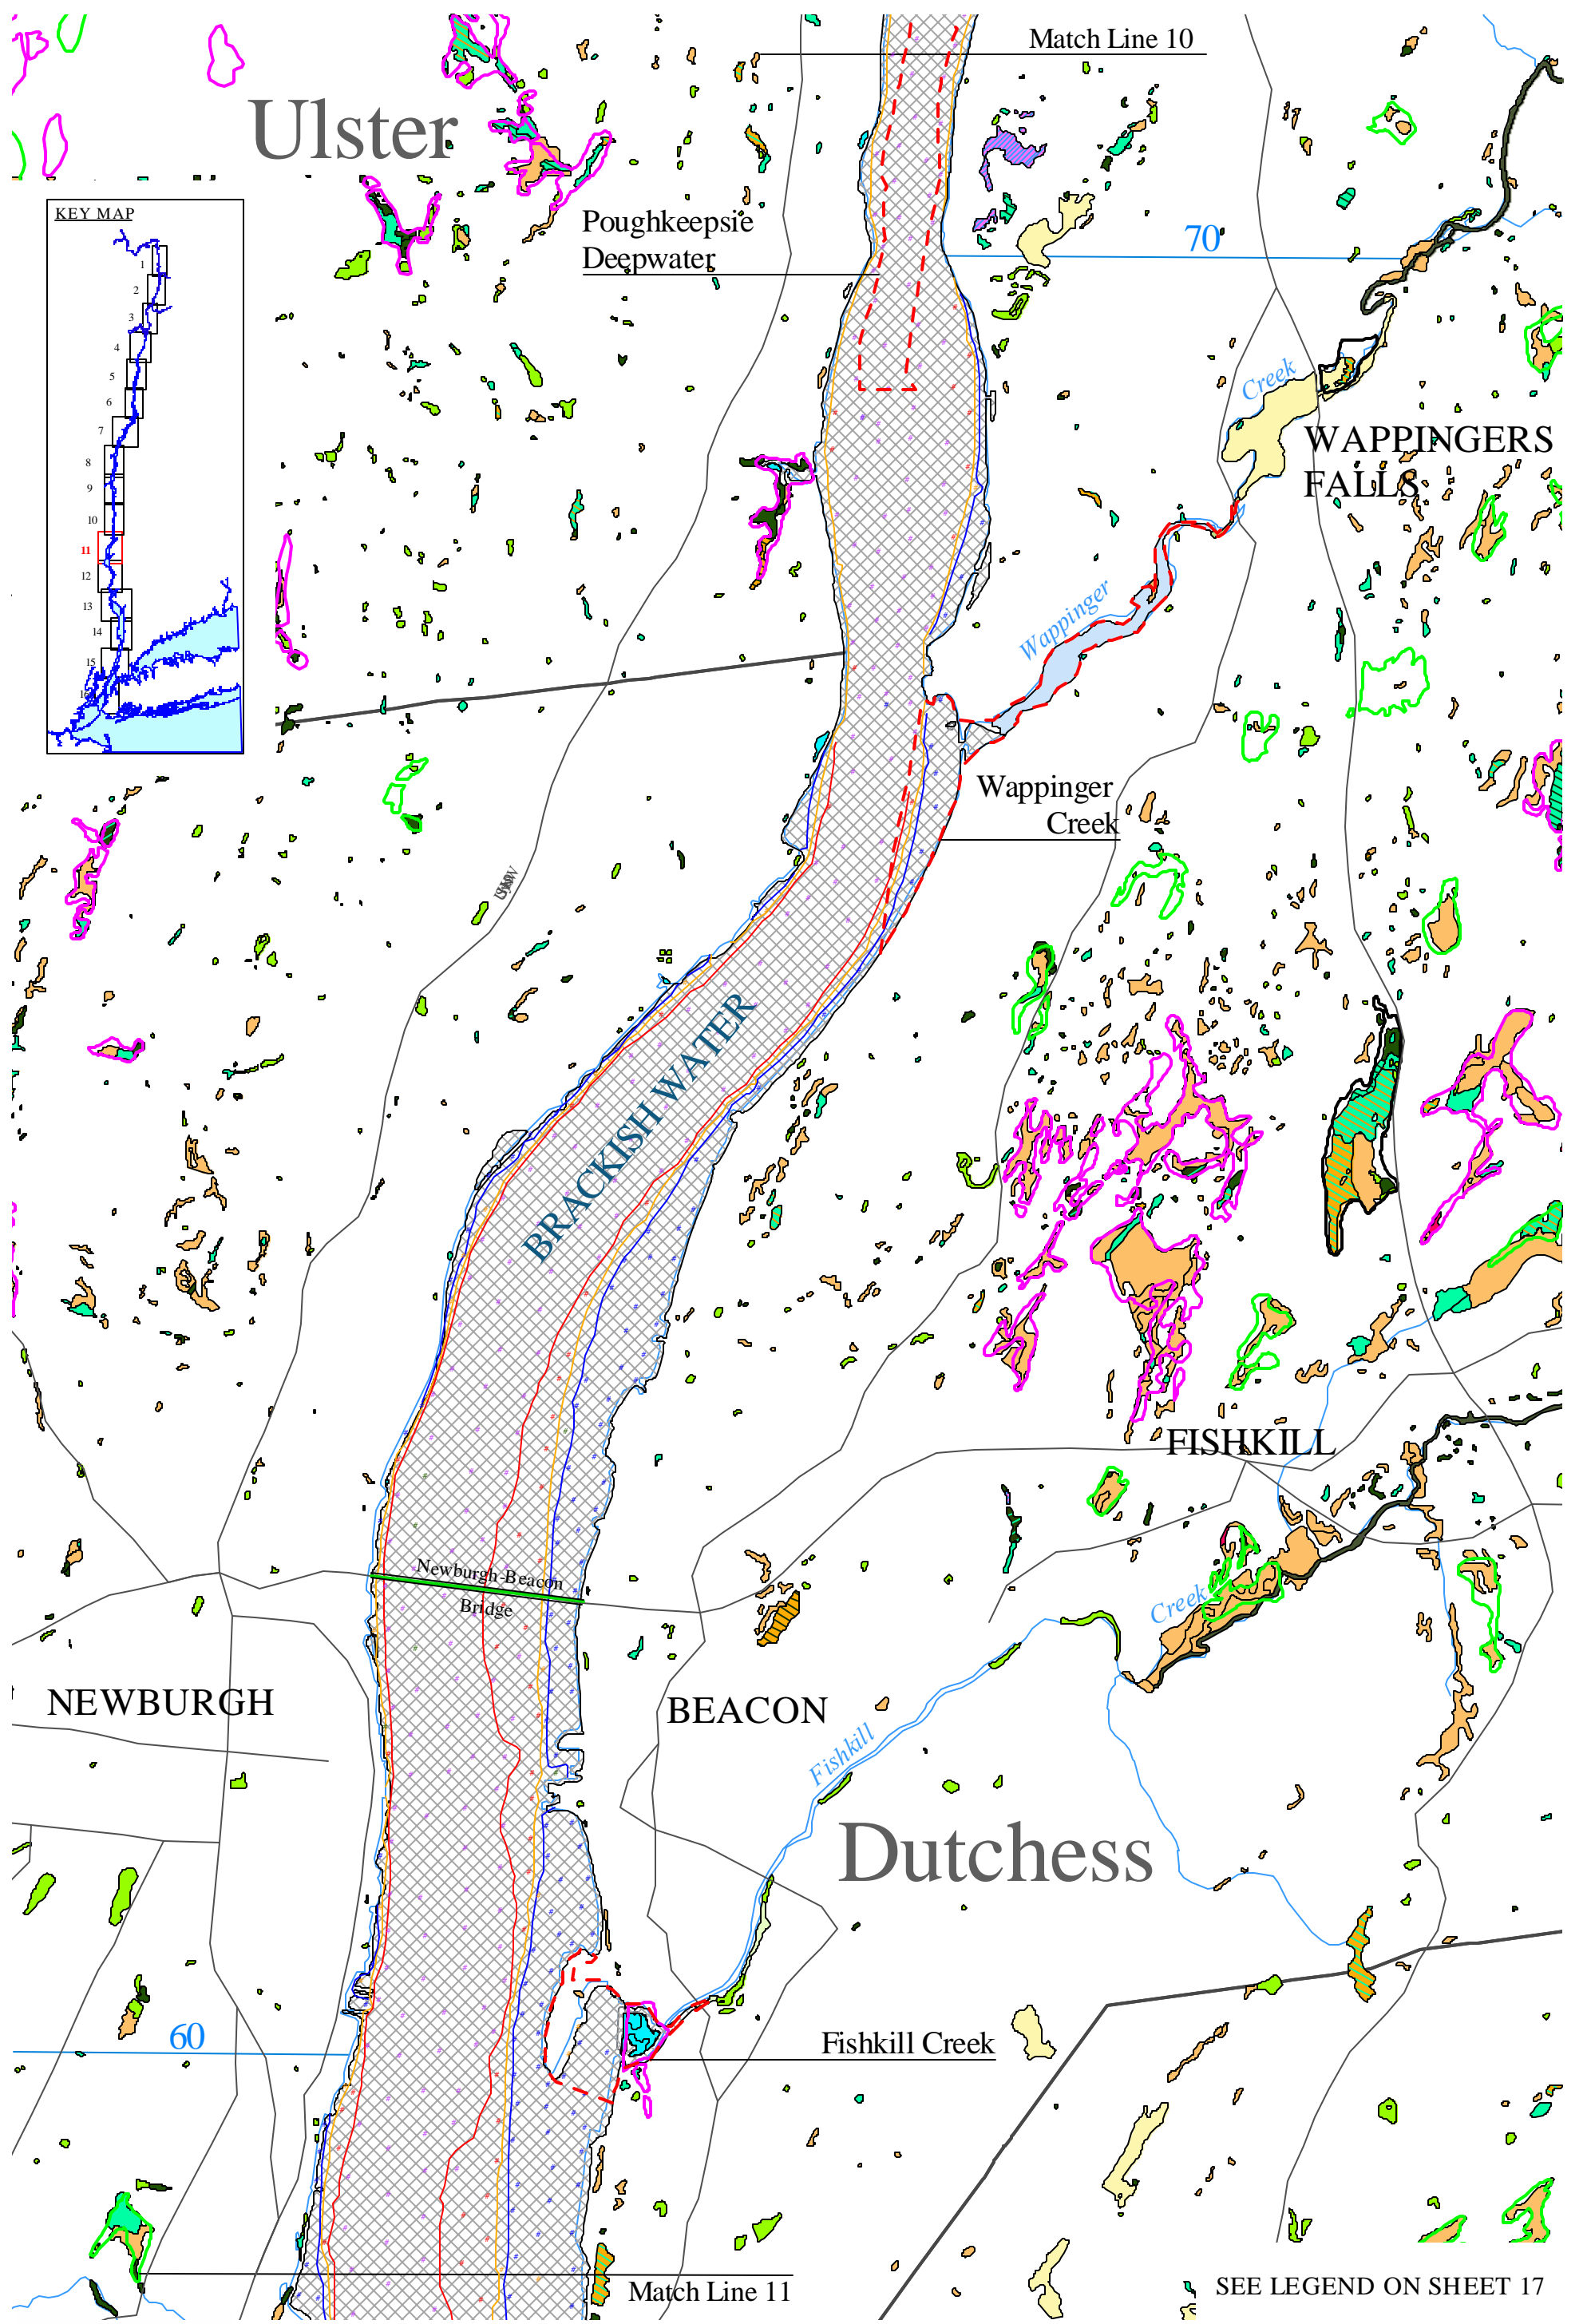 Match Line 10
Ulster
KEY MAP
Poughkeepsie
Deepwater
70
1
2
3
4
5
6
7
8
9
10
11
12
13
14
15
Creek
WAPPINGERS
FALLS
Wappinger
Wappinger
Creek
BRACKISH WATER
FISHKILL
Newburgh-Beacon
Bridge
Creek
NEWBURGH
BEACON
Fishkill
Dutchess
60
Fishkill Creek
Match Line 11
SEE LEGEND ON SHEET 17